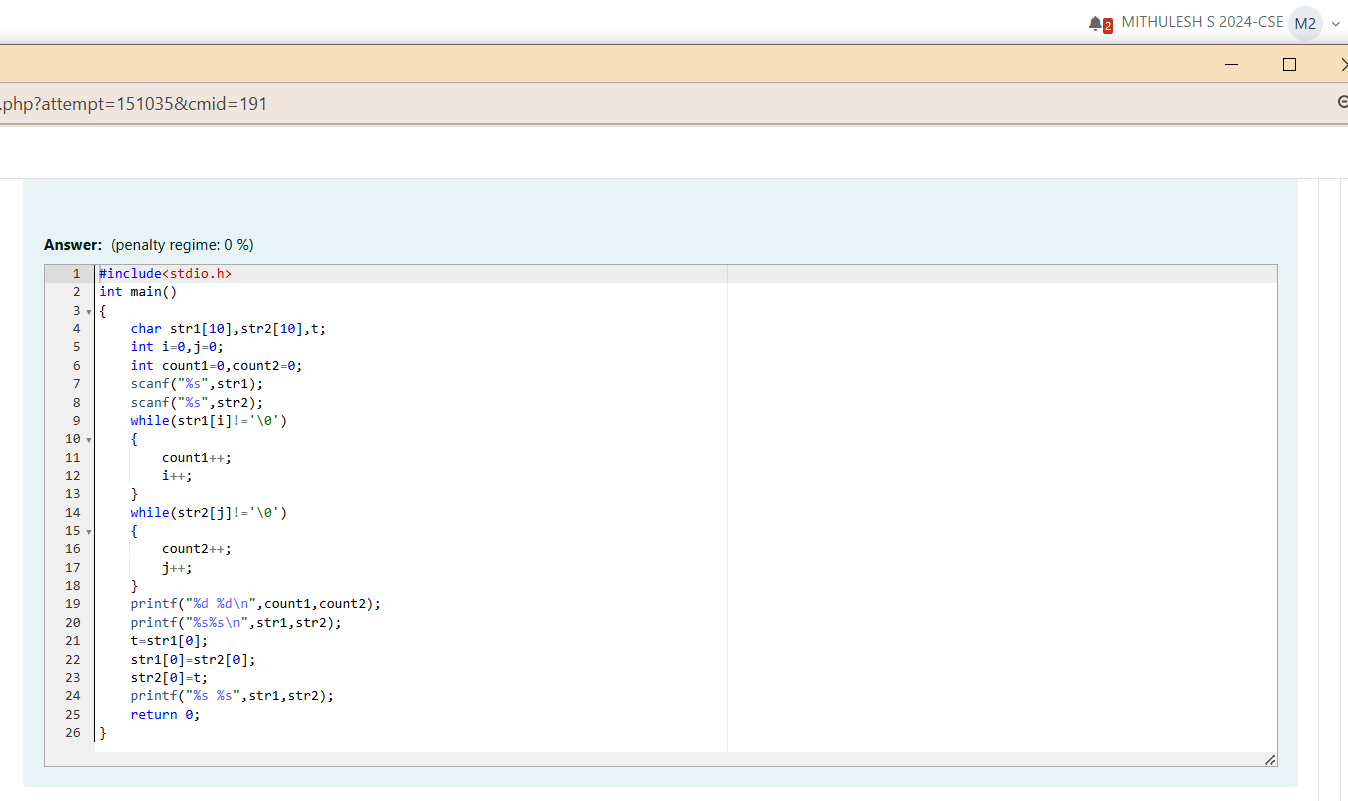 2 MITHULESH S 2024-CSE M2
.php?attempt=151035&cmid=191
Answer: (penalty regime: 0 %)
1 #include<stdio.h>
2 int main()
3 {
4     char str1[10],str2[10],t;
5     int i=0,j=0;
6     int count1=0,count2=0;
7     scanf("%s",str1);
8     scanf("%s",str2);
9     while(str1[i]!='\0')
10     {
11         count1++;
12         i++;
13     }
14     while(str2[j]!='\0')
15     {
16         count2++;
17         j++;
18     }
19     printf("%d %d\n",count1,count2);
20     printf("%s%s\n",str1,str2);
21     t=str1[0];
22     str1[0]=str2[0];
23     str2[0]=t;
24     printf("%s %s",str1,str2);
25     return 0;
26 }